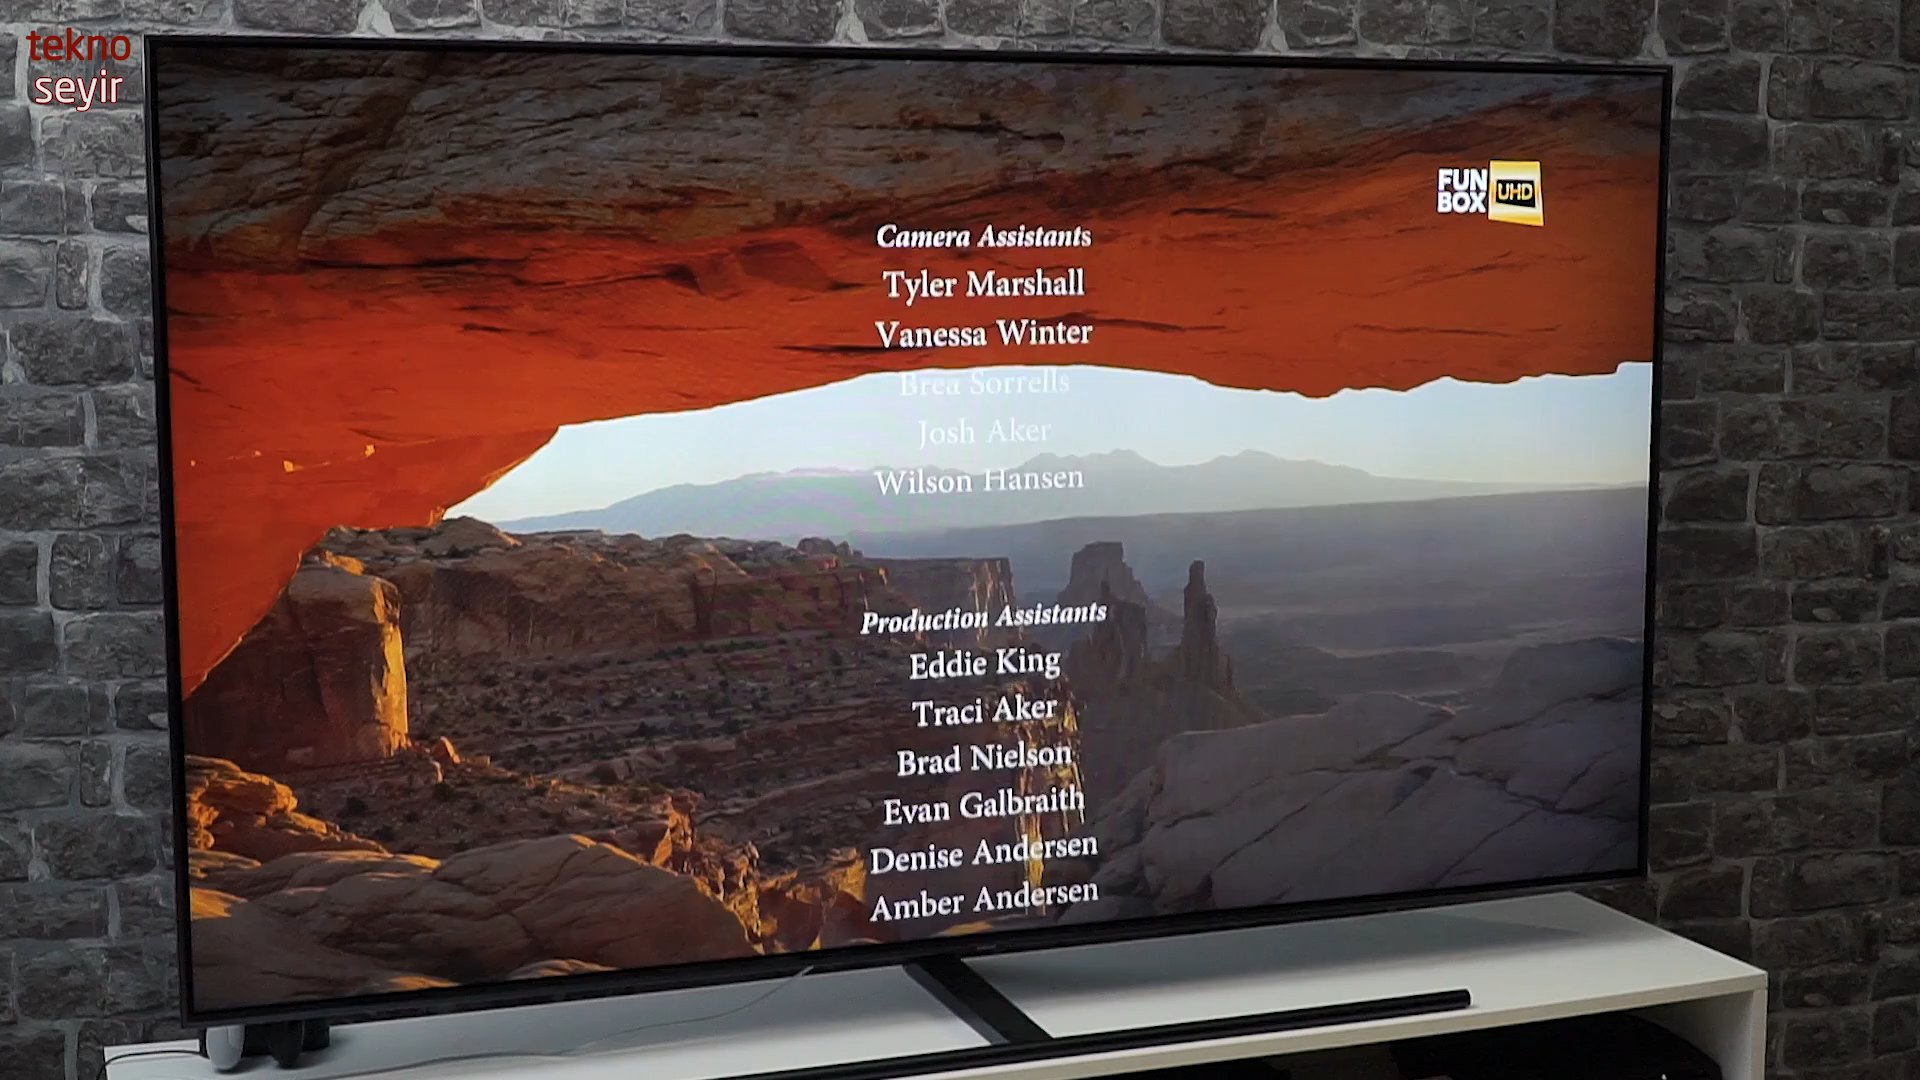 tekno
seyir
FUN
BOX
UHD
Camera Assistants
Tyler Marshall
Vanessa Winter
Brea Sorrells
Josh Aker
Wilson Hansen
Production Assistants
Eddie King
Traci Aker
Brad Nielson
Evan Galbraith
Denise Andersen
Amber Andersen